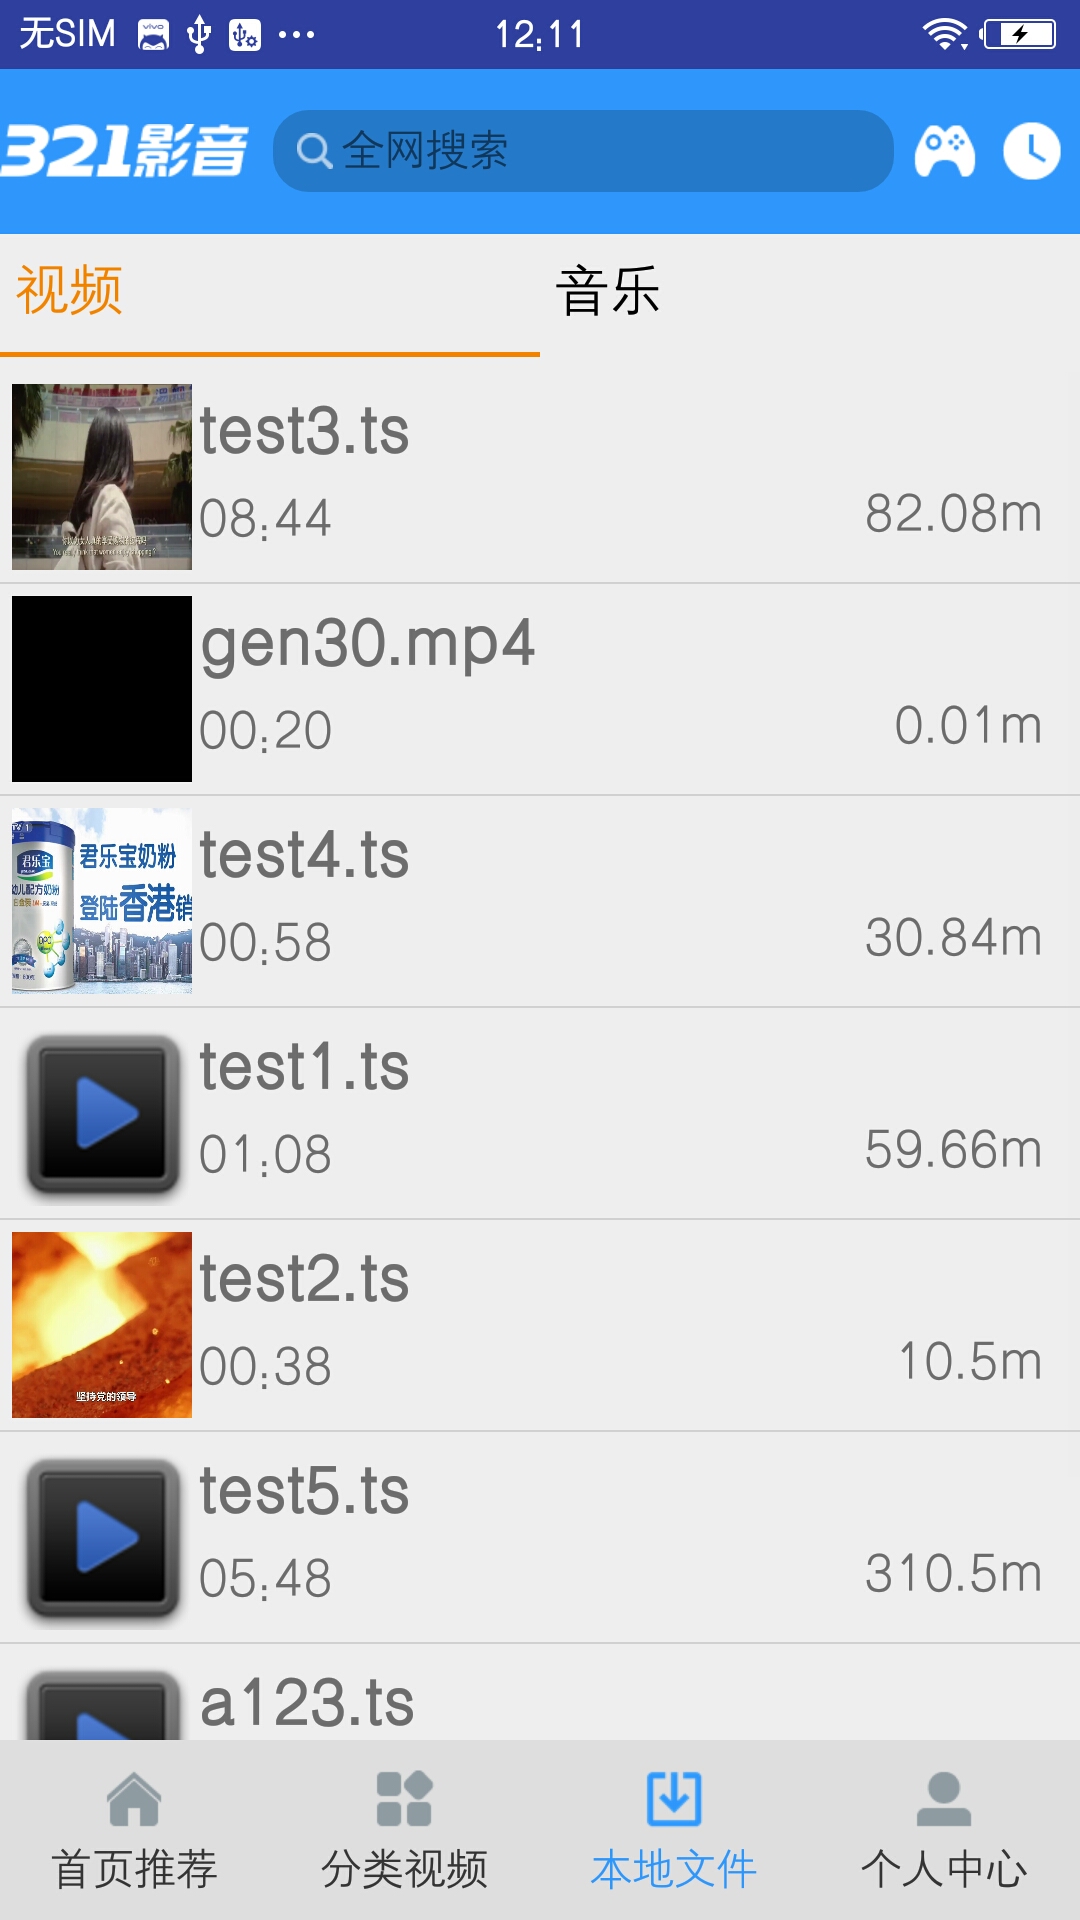 无SIM 12:11
321影音 全网搜索
视频 音乐
test3.ts
08:44 82.08m
gen30.mp4
00:20 0.01m
君乐宝奶粉
登陆香港销
君乐宝
test4.ts
00:58 30.84m
test1.ts
01:08 59.66m
test2.ts
坚持党的领导
00:38 10.5m
test5.ts
05:48 310.5m
a123.ts
首页推荐 分类视频 本地文件 个人中心